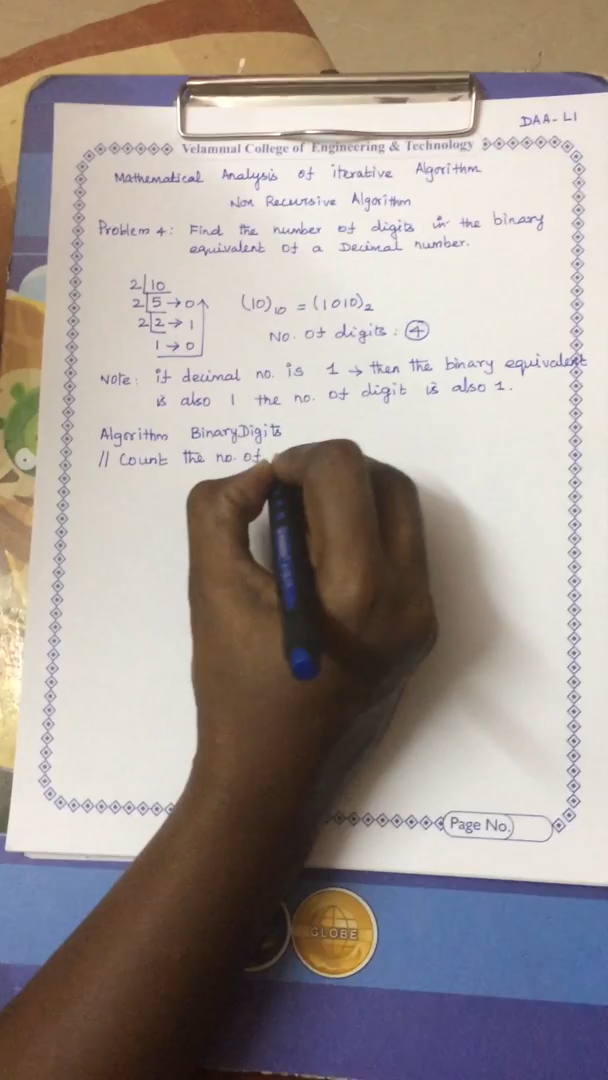 DAA-L1
Velammal College of Engineering & Technology
Mathematical Analysis of iterative Algorithm
Non Recursive Algorithm
Problem 4: Find the number of digits in the binary
equivalent of a Decimal number.
2 10
2 5 → 0
2 2 → 1
1 → 0
(10)₁₀ = (1010)₂
No. of digits: 4
Note: if decimal no. is 1 → then the binary equivalent
is also 1 the no. of digit is also 1.
Algorithm BinaryDigits
// Count the no. of
Page No.
GLOBE